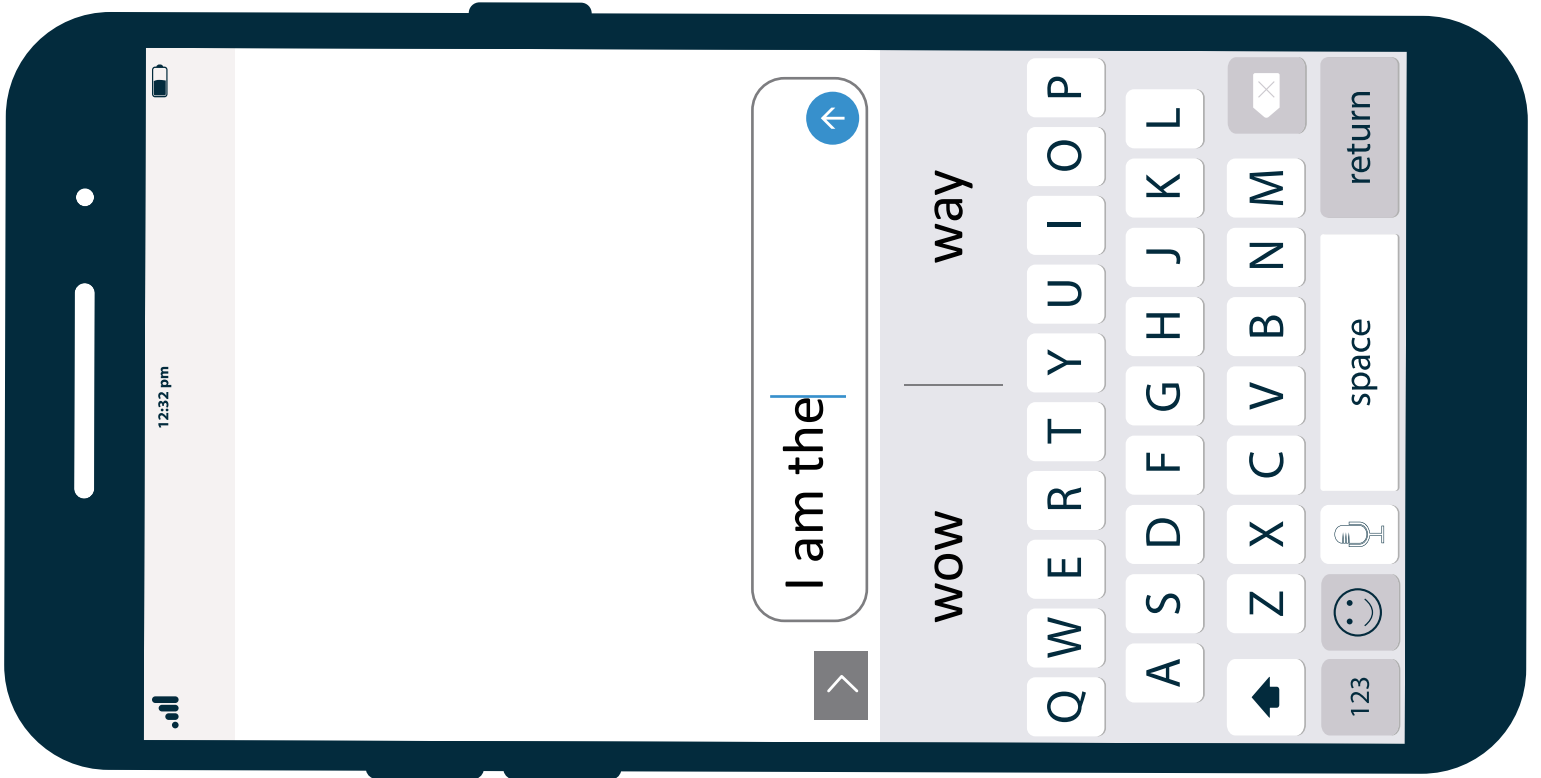 12:32 pm
I am the
wow way
Q W E R T Y U I O P
A S D F G H J K L
Z X C V B N M
123 space return